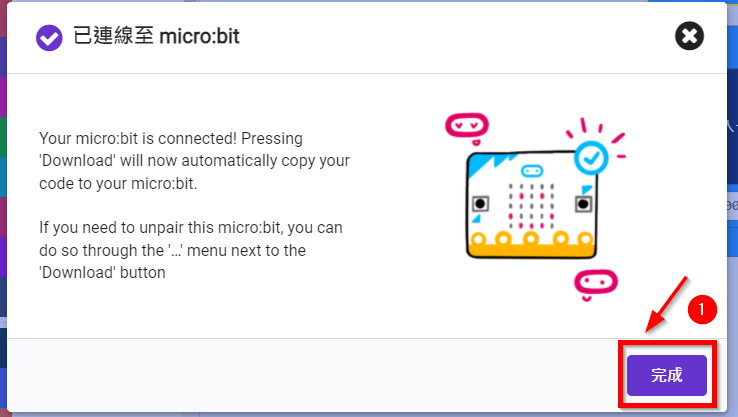 已連線至 micro:bit
Your micro:bit is connected! Pressing
'Download' will now automatically copy your
code to your micro:bit.
If you need to unpair this micro:bit, you can
do so through the '...' menu next to the
'Download' button
1
完成